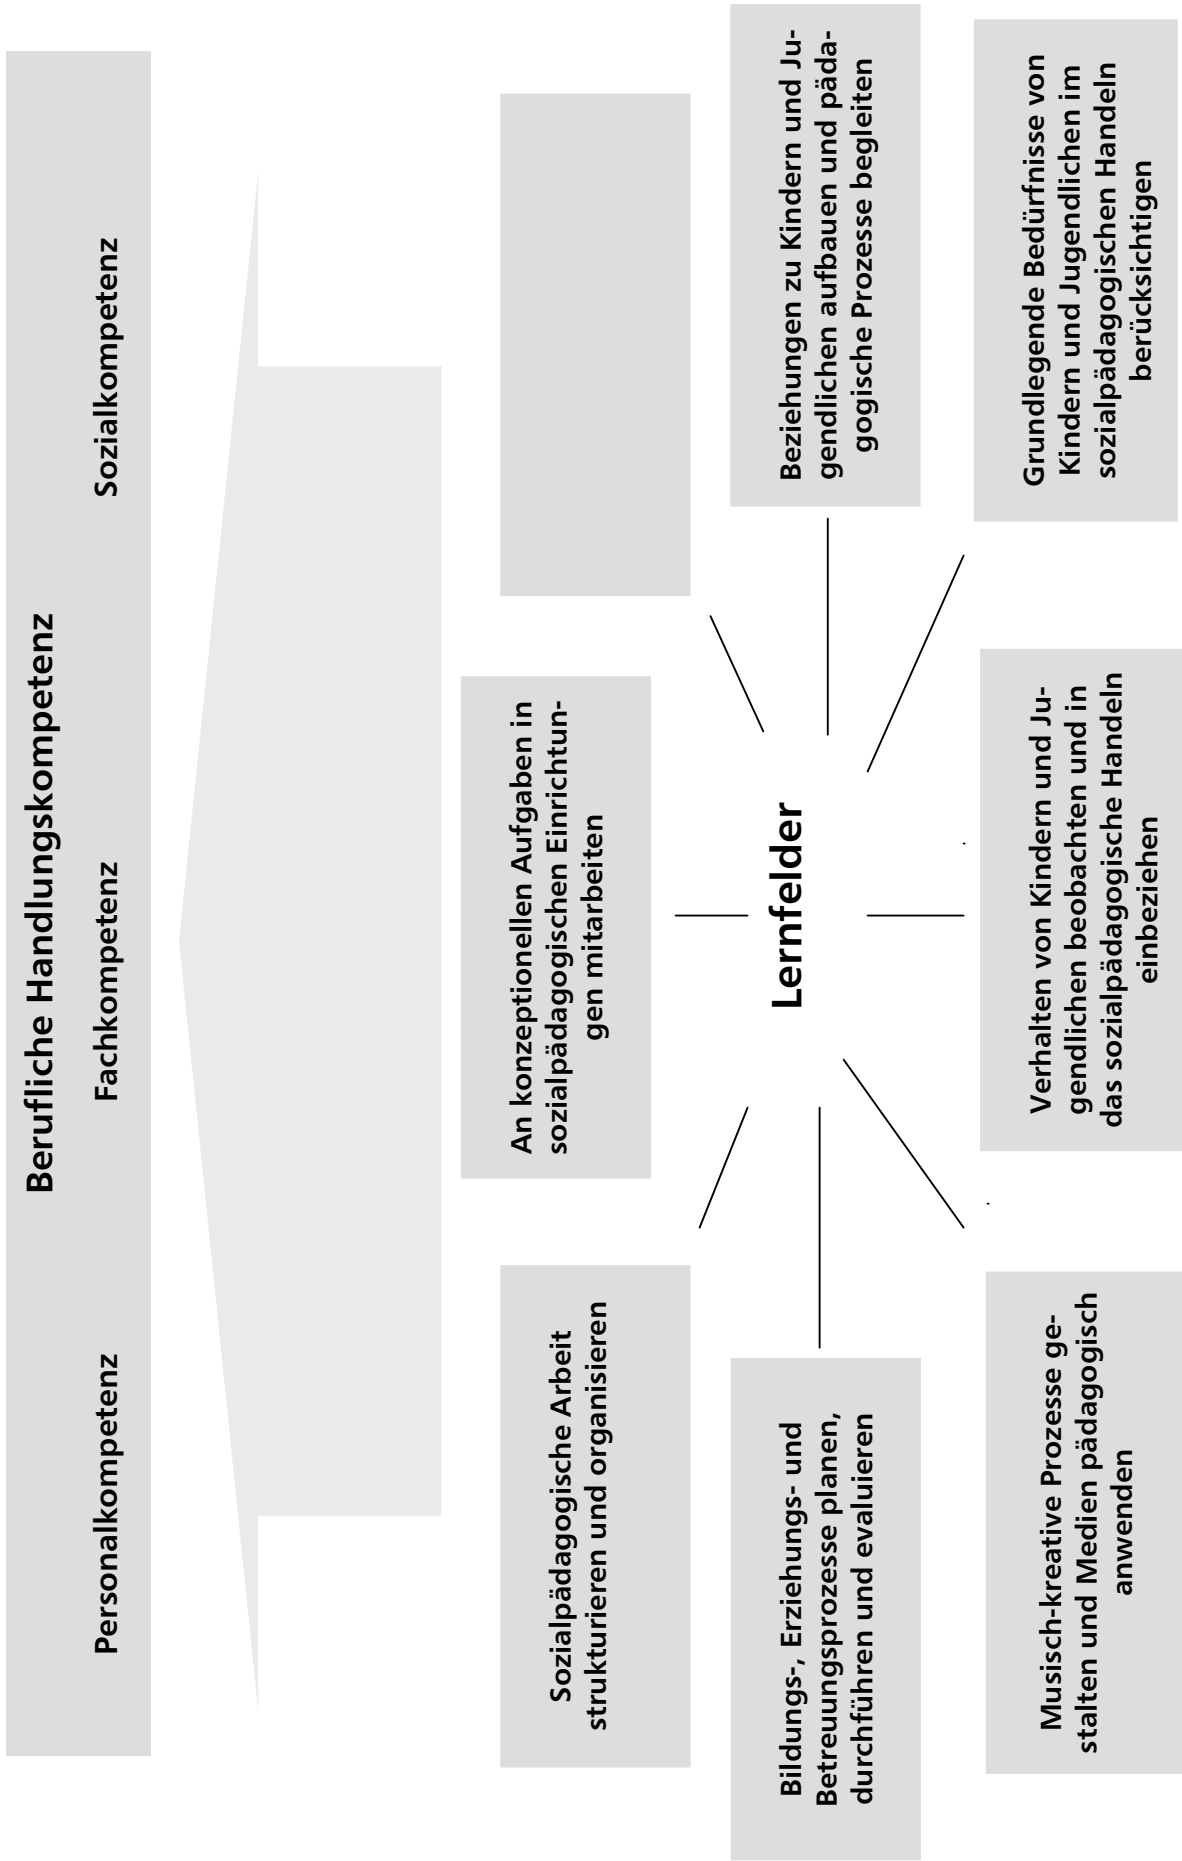 Berufliche Handlungskompetenz
Personalkompetenz Fachkompetenz Sozialkompetenz
An konzeptionellen Aufgaben in
sozialpädagogischen Einrichtun-
gen mitarbeiten
Sozialpädagogische Arbeit
strukturieren und organisieren
Bildungs-, Erziehungs- und
Betreuungsprozesse planen,
durchführen und evaluieren
Lernfelder
Beziehungen zu Kindern und Ju-
gendlichen aufbauen und päda-
gogische Prozesse begleiten
Musisch-kreative Prozesse ge-
stalten und Medien pädagogisch
anwenden
Verhalten von Kindern und Ju-
gendlichen beobachten und in
das sozialpädagogische Handeln
einbeziehen
Grundlegende Bedürfnisse von
Kindern und Jugendlichen im
sozialpädagogischen Handeln
berücksichtigen